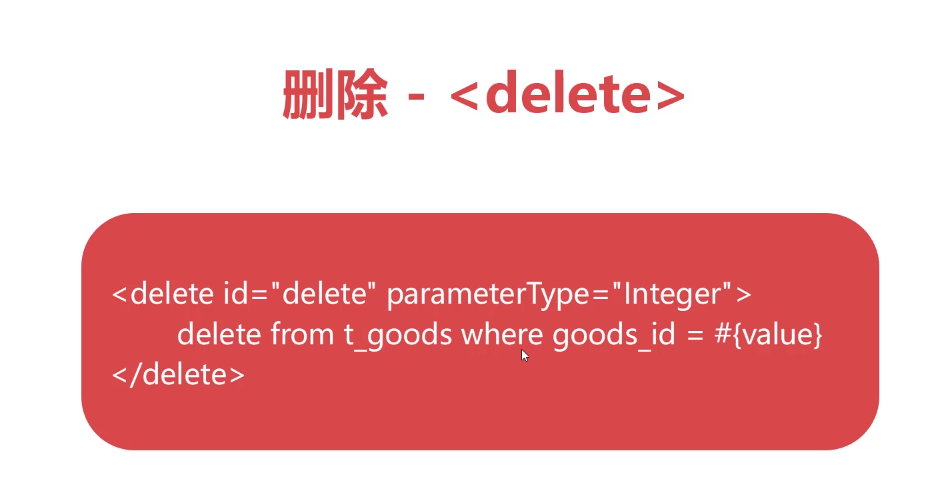 删除 - <delete>
<delete id="delete" parameterType="Integer">
delete from t_goods where goods_id = #{value}
</delete>